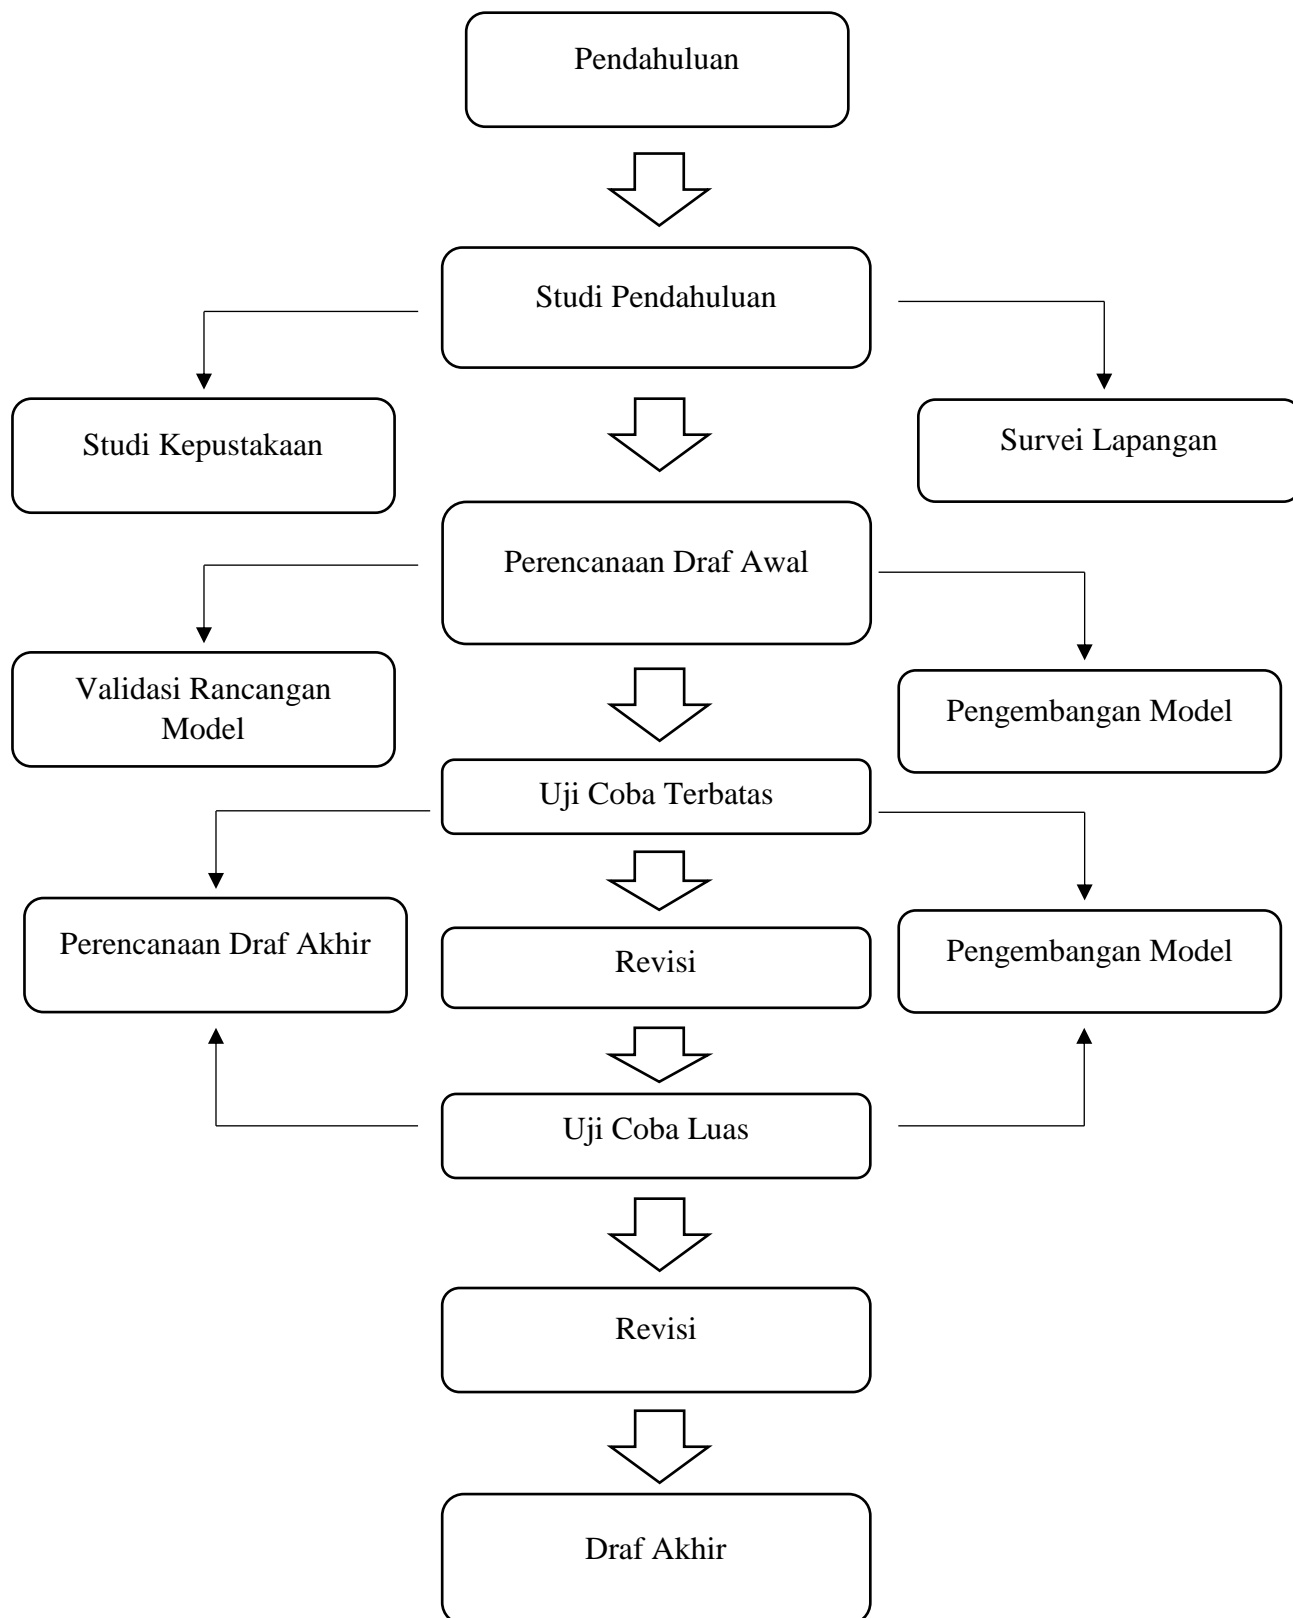 Pendahuluan
Studi Pendahuluan
Studi Kepustakaan
Survei Lapangan
Perencanaan Draf Awal
Validasi Rancangan
Model
Pengembangan Model
Uji Coba Terbatas
Perencanaan Draf Akhir
Revisi
Pengembangan Model
Uji Coba Luas
Revisi
Draf Akhir